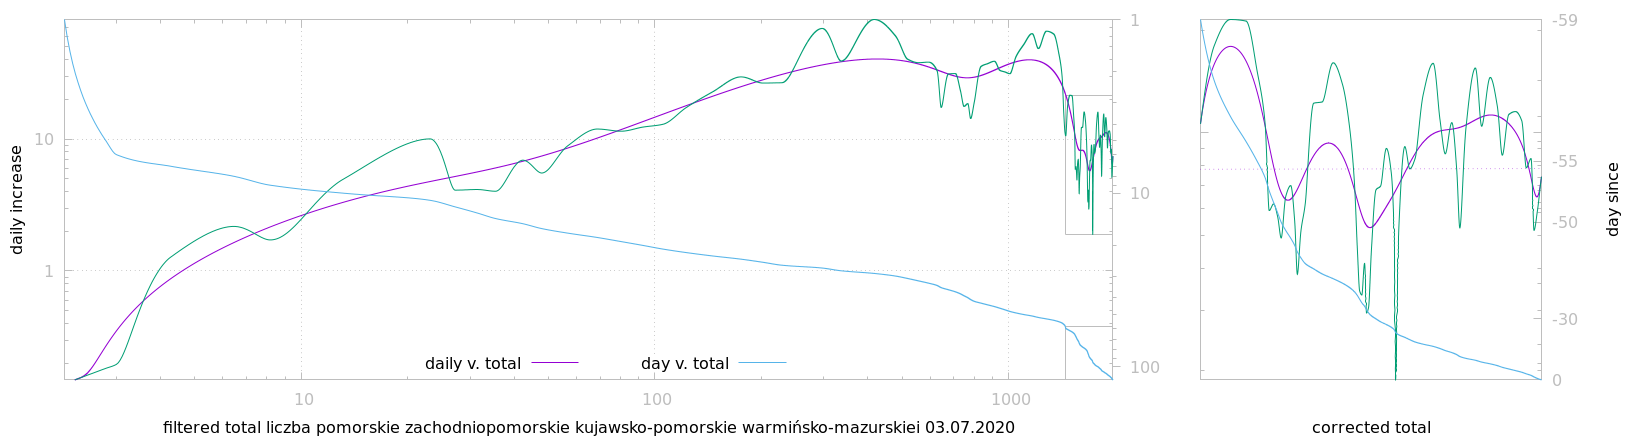 daily increase
10
1
daily v. total
day v. total
10
100
1000
1
10
100
filtered total liczba pomorskie zachodniopomorskie kujawsko-pomorskie warmińsko-mazurskiei 03.07.2020
-59
-55
-50
-30
0
day since
corrected total